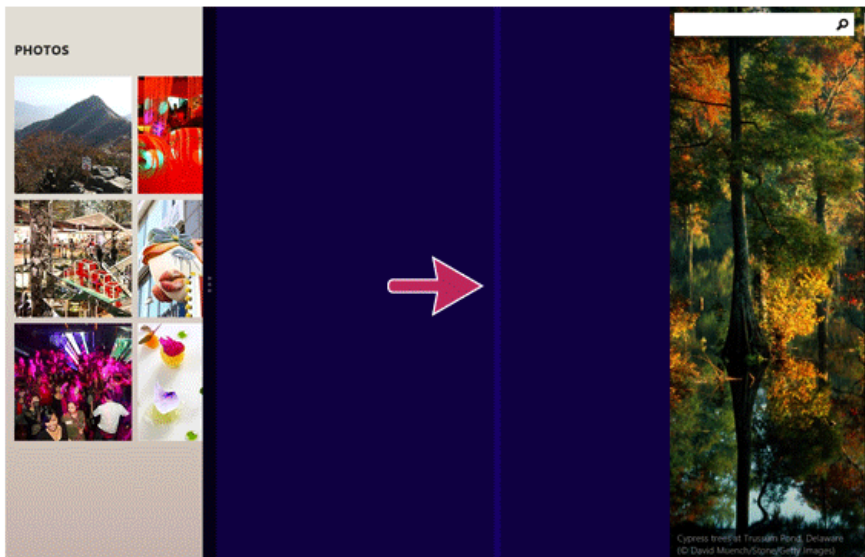 PHOTOS
Cypress trees at Trussum Pond, Delaware
(© David Muench/Stone/Getty Images)